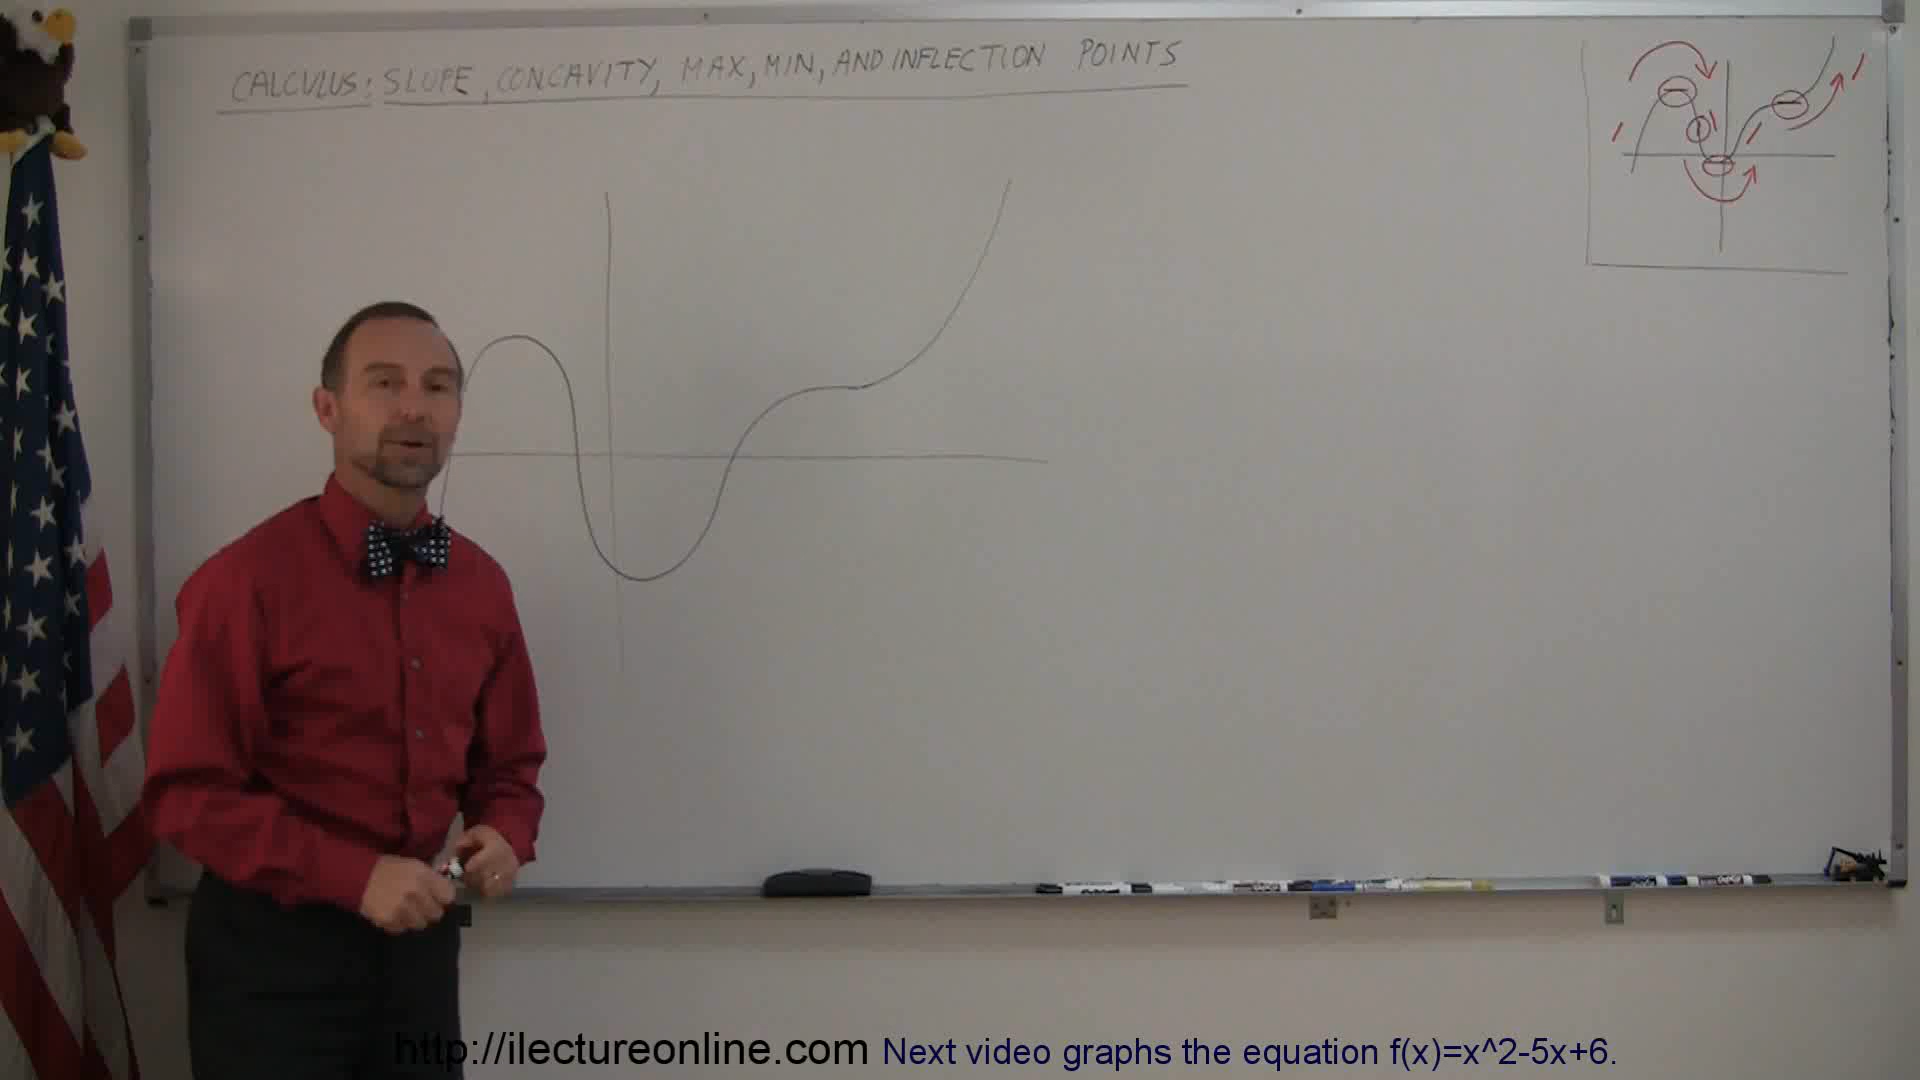 CALCULUS: SLOPE, CONCAVITY, MAX, MIN, AND INFLECTION POINTS
http://ilectureonline.com Next video graphs the equation f(x)=x^2-5x+6.